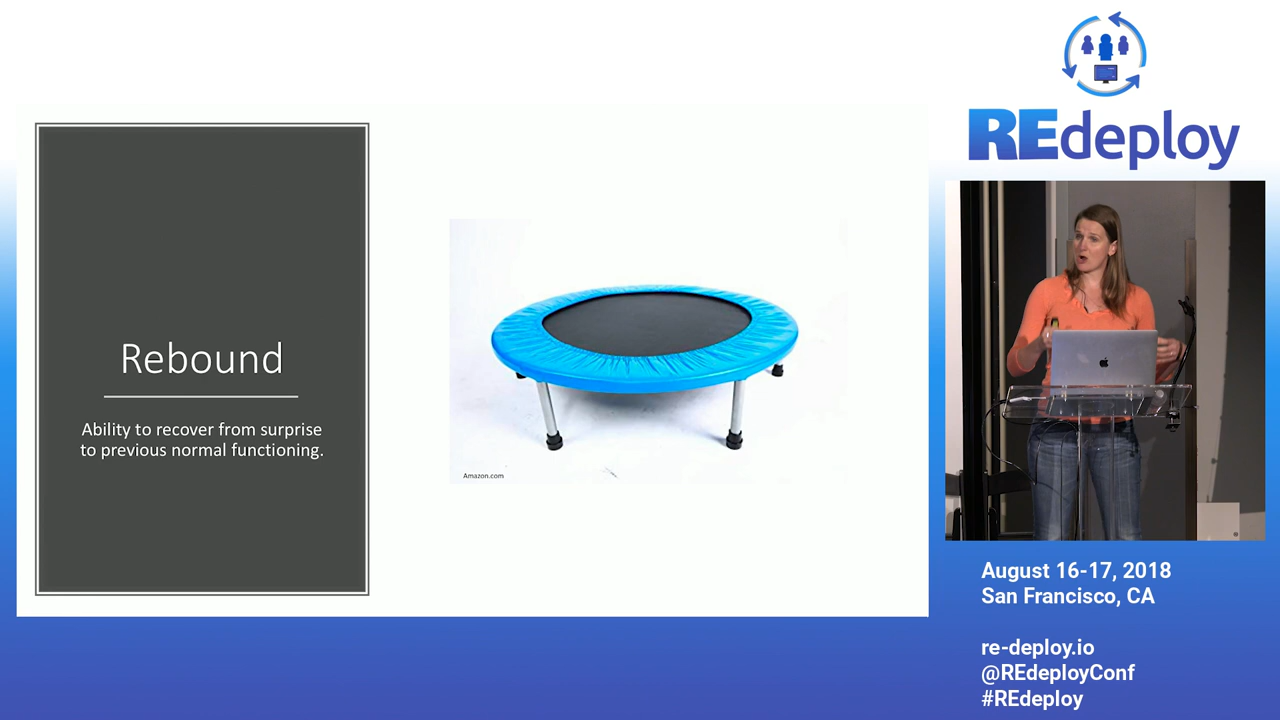 Rebound
Ability to recover from surprise
to previous normal functioning.
Amazon.com
REdeploy
August 16-17, 2018
San Francisco, CA
re-deploy.io
@REdeployConf
#REdeploy